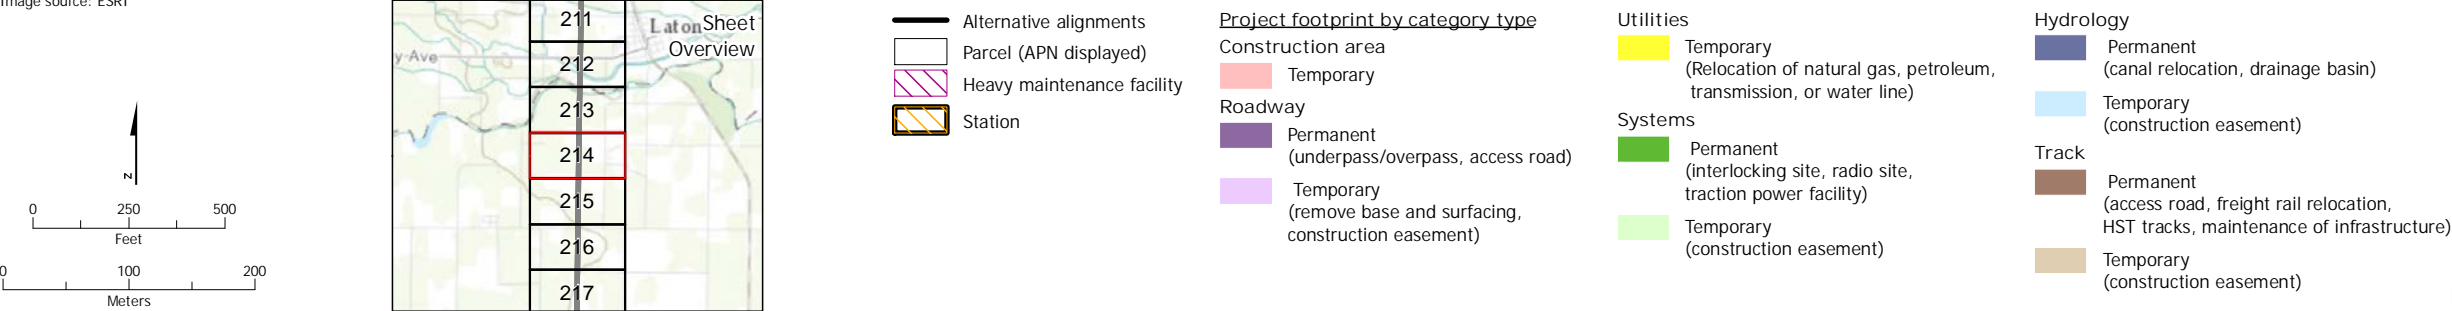 Image source: ESRI
N
0 250 500
Feet
0 100 200
Meters
211
212
213
214
215
216
217
Laton
y Ave
Sheet
Overview
Alternative alignments
Parcel (APN displayed)
Heavy maintenance facility
Station
Project footprint by category type
Construction area
Temporary
Roadway
Permanent
(underpass/overpass, access road)
Temporary
(remove base and surfacing,
construction easement)
Utilities
Temporary
(Relocation of natural gas, petroleum,
transmission, or water line)
Systems
Permanent
(interlocking site, radio site,
traction power facility)
Temporary
(construction easement)
Hydrology
Permanent
(canal relocation, drainage basin)
Temporary
(construction easement)
Track
Permanent
(access road, freight rail relocation,
HST tracks, maintenance of infrastructure)
Temporary
(construction easement)